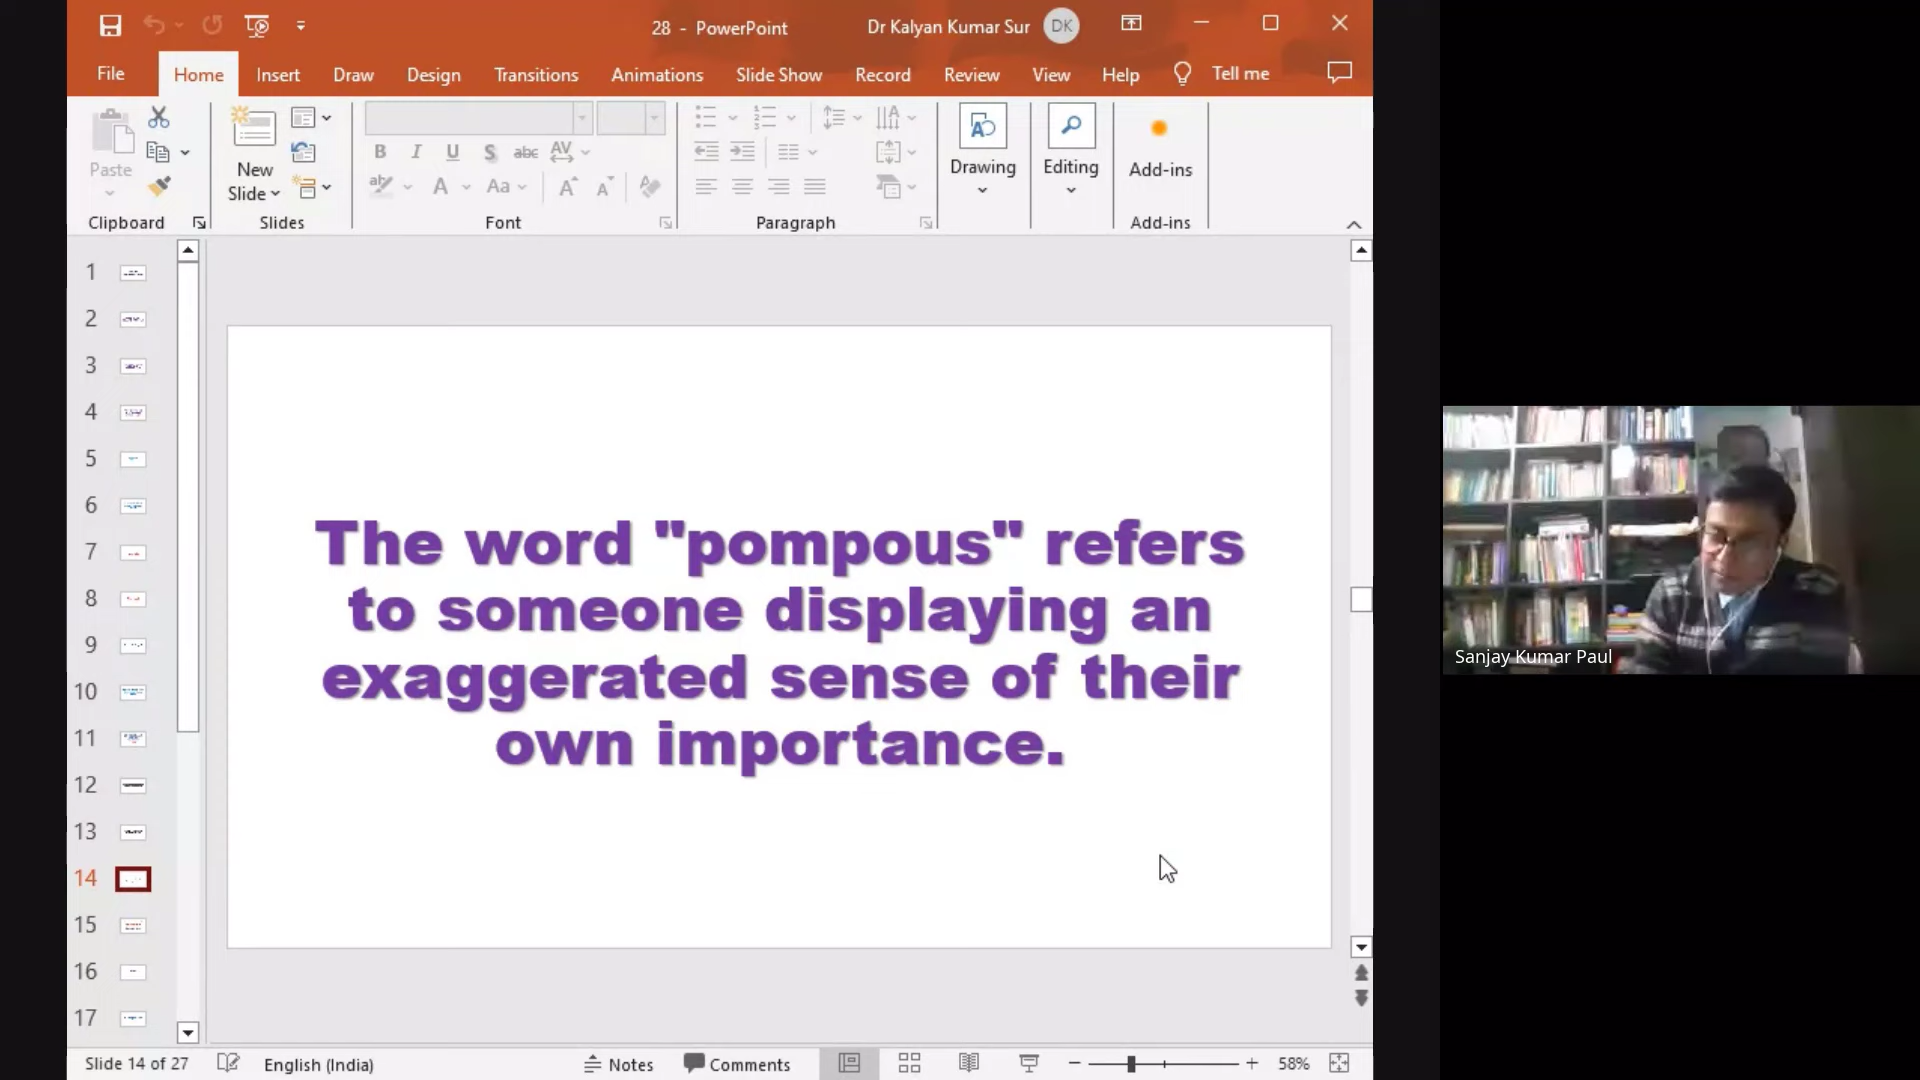 28 - PowerPoint
Dr Kalyan Kumar Sur
DK
File
Home
Insert
Draw
Design
Transitions
Animations
Slide Show
Record
Review
View
Help
Tell me
Paste
New
Slide
B
I
U
S
abc
AV
A
Aa
A
A
Drawing
Editing
Add-ins
Clipboard
Slides
Font
Paragraph
Add-ins
1
2
3
4
5
6
7
8
9
10
11
12
13
14
15
16
17
The word "pompous" refers
to someone displaying an
exaggerated sense of their
own importance.
Sanjay Kumar Paul
Slide 14 of 27
English (India)
Notes
Comments
58%